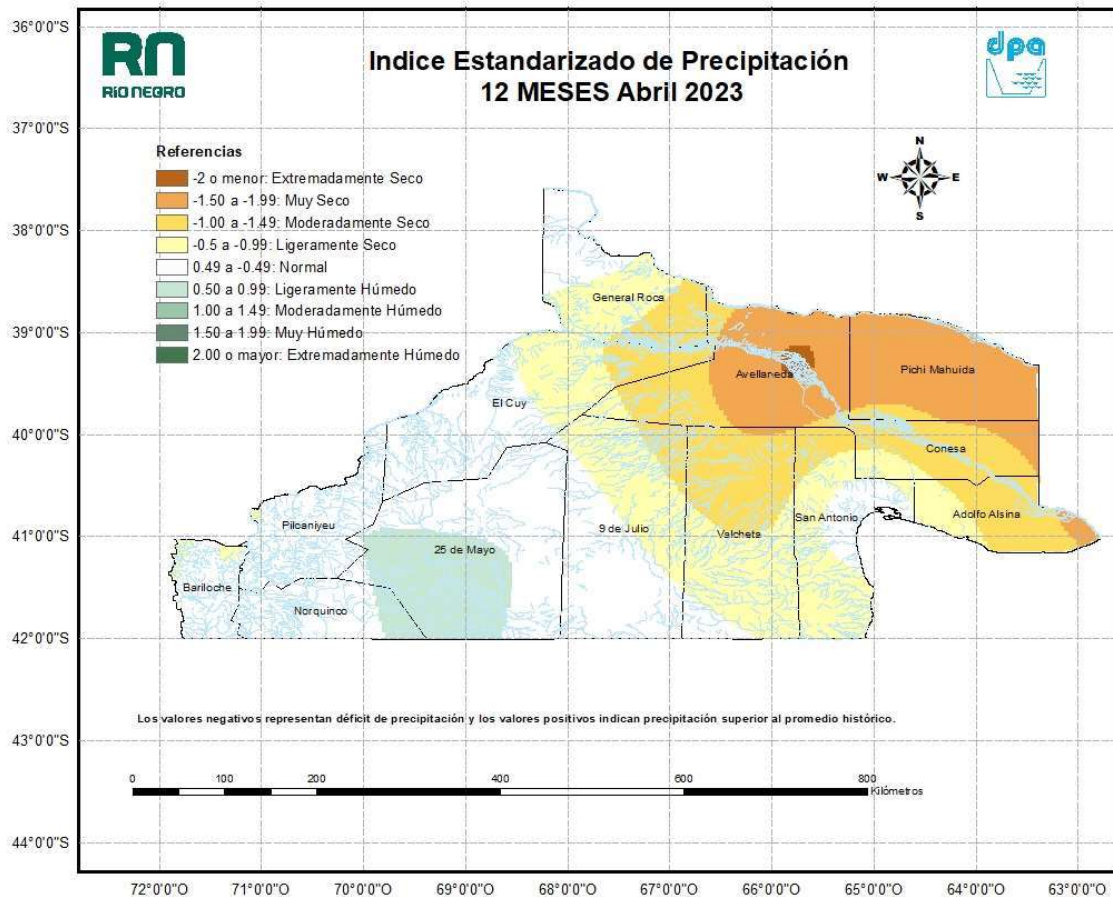 RN
RÍO NEGRO
Indice Estandarizado de Precipitación
12 MESES Abril 2023
dpa
Referencias
-2 o menor: Extremadamente Seco
-1.50 a -1.99: Muy Seco
-1.00 a -1.49: Moderadamente Seco
-0.5 a -0.99: Ligeramente Seco
0.49 a -0.49: Normal
0.50 a 0.99: Ligeramente Húmedo
1.00 a 1.49: Moderadamente Húmedo
1.50 a 1.99: Muy Húmedo
2.00 o mayor: Extremadamente Húmedo
N
W E
S
General Roca
Avellaneda
Pichi Mahuida
El Cuy
Conesa
Pilcaniyeu
25 de Mayo
9 de Julio
Valcheta
San Antonio
Adolfo Alsina
Bariloche
Norquinco
Los valores negativos representan déficit de precipitación y los valores positivos indican precipitación superior al promedio histórico.
0 100 200 400 600 800
Kilómetros
36°0'0"S
37°0'0"S
38°0'0"S
39°0'0"S
40°0'0"S
41°0'0"S
42°0'0"S
43°0'0"S
44°0'0"S
72°0'0"O 71°0'0"O 70°0'0"O 69°0'0"O 68°0'0"O 67°0'0"O 66°0'0"O 65°0'0"O 64°0'0"O 63°0'0"O